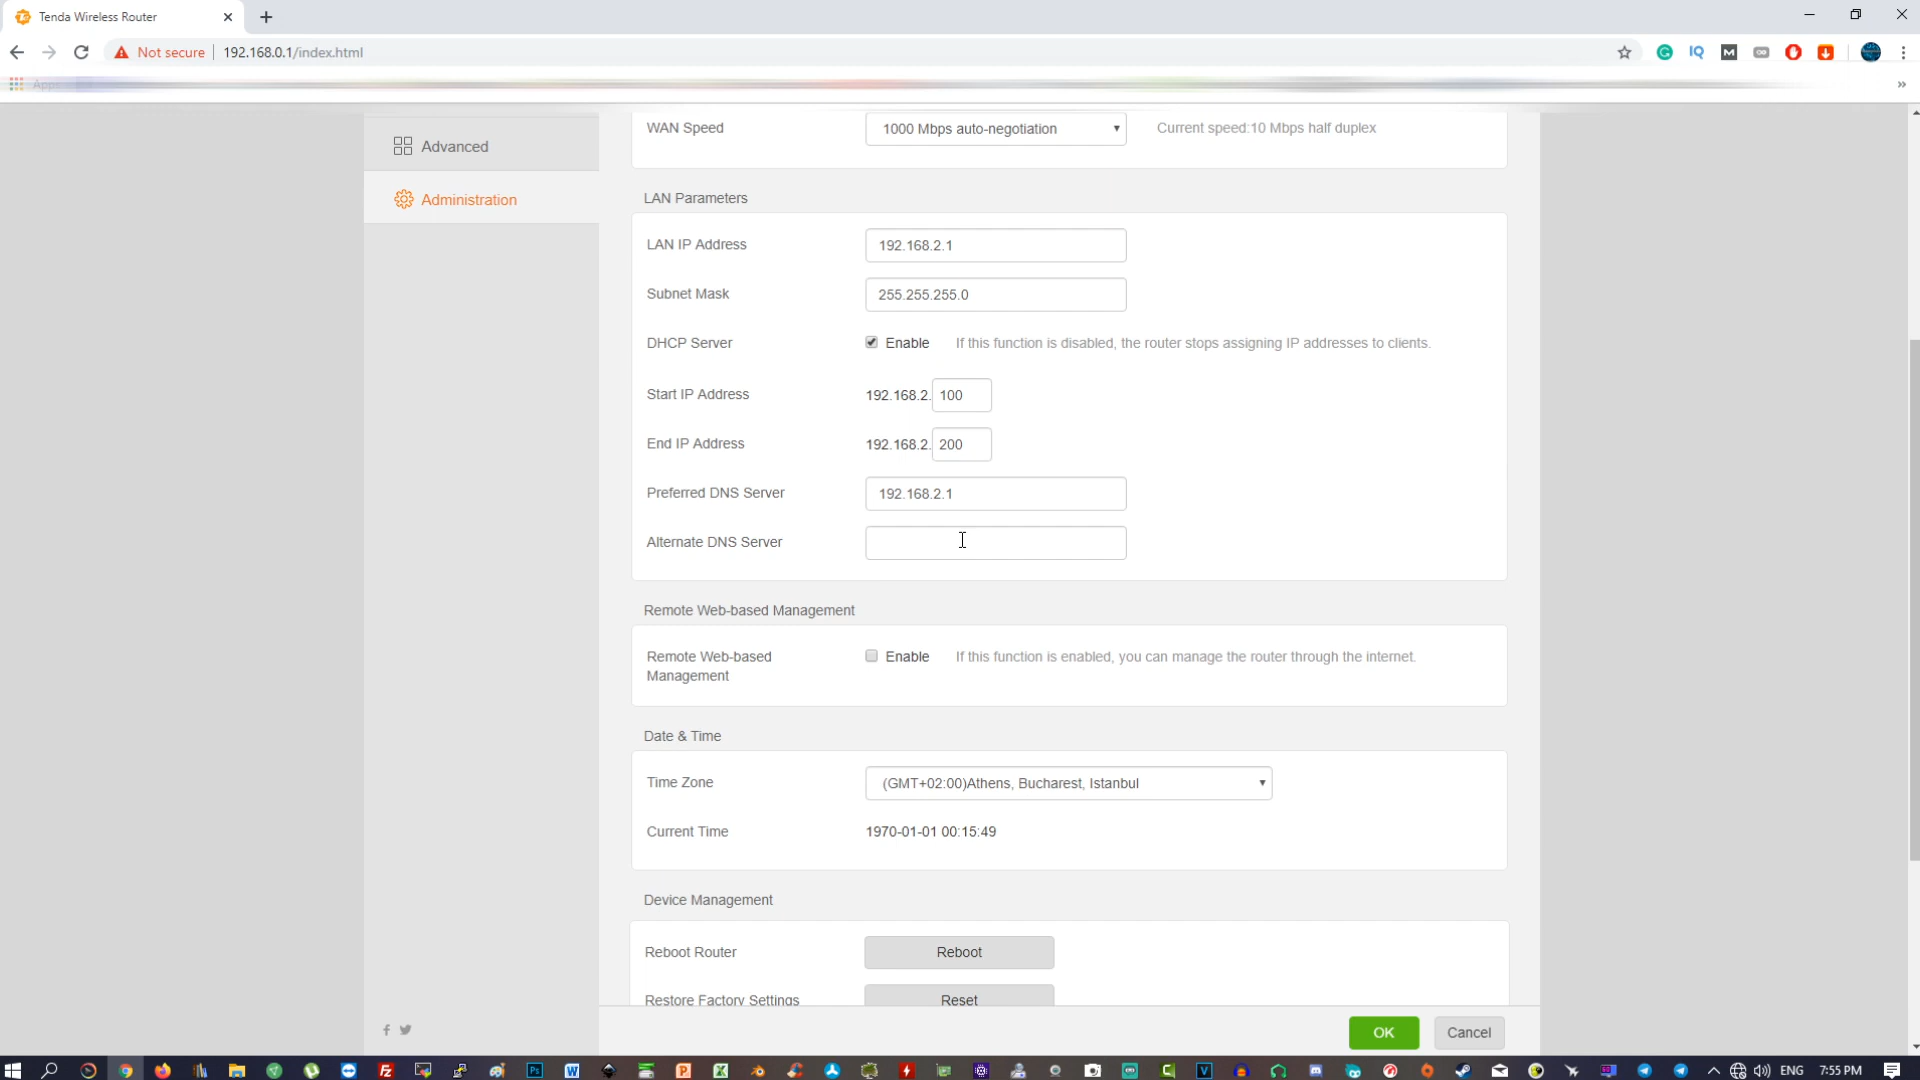 Tenda Wireless Router
Not secure
192.168.0.1/index.html
Apps
»
WAN Speed
1000 Mbps auto-negotiation
Current speed:10 Mbps half duplex
Advanced
Administration
LAN Parameters
LAN IP Address
192.168.2.1
Subnet Mask
255.255.255.0
DHCP Server
Enable
If this function is disabled, the router stops assigning IP addresses to clients.
Start IP Address
192.168.2. 100
End IP Address
192.168.2. 200
Preferred DNS Server
192.168.2.1
Alternate DNS Server
Remote Web-based Management
Remote Web-based
Management
Enable
If this function is enabled, you can manage the router through the internet.
Date & Time
Time Zone
(GMT+02:00)Athens, Bucharest, Istanbul
Current Time
1970-01-01 00:15:49
Device Management
Reboot Router
Reboot
Restore Factory Settings
Reset
OK
Cancel
ENG
7:55 PM